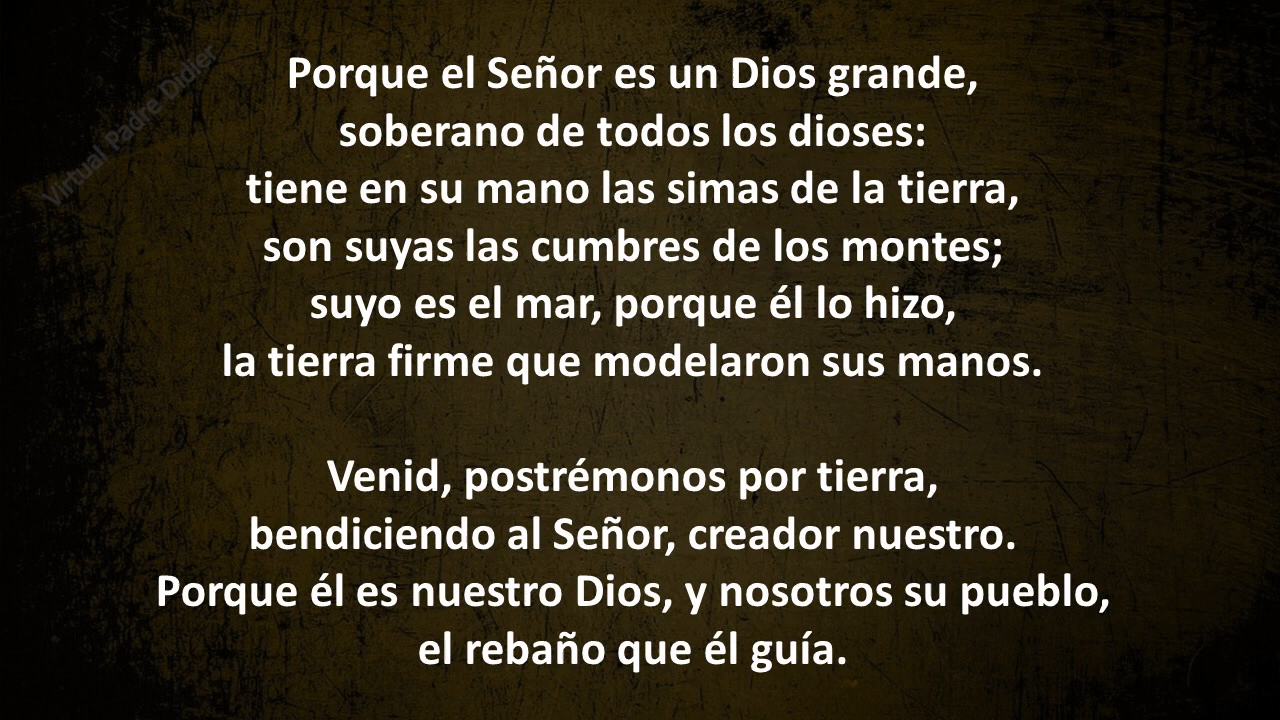 Virtual Padre Didier
Porque el Señor es un Dios grande,
soberano de todos los dioses:
tiene en su mano las simas de la tierra,
son suyas las cumbres de los montes;
suyo es el mar, porque él lo hizo,
la tierra firme que modelaron sus manos.
Venid, postrémonos por tierra,
bendiciendo al Señor, creador nuestro.
Porque él es nuestro Dios, y nosotros su pueblo,
el rebaño que él guía.